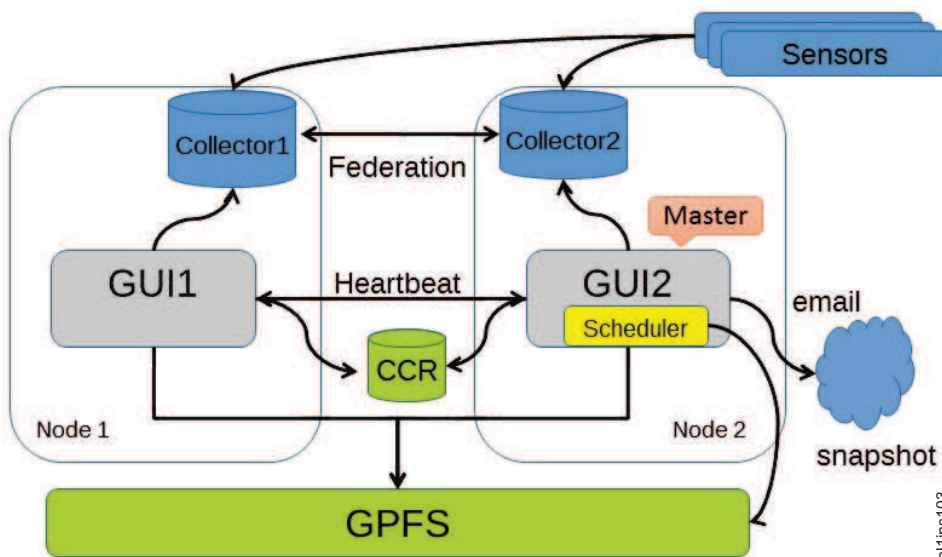 Sensors
Collector1
Collector2
Federation
Master
GUI1
Heartbeat
GUI2
email
Scheduler
CCR
Node 1
Node 2
snapshot
GPFS